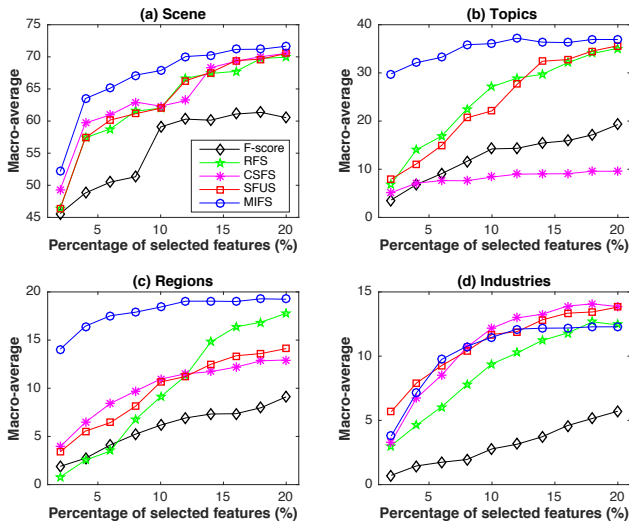 (a) Scene
Macro-average
75
70
65
60
55
50
45
5
10
15
20
Percentage of selected features (%)
F-score
RFS
CSFS
SFUS
MIFS
(b) Topics
Macro-average
40
30
20
10
0
5
10
15
20
Percentage of selected features (%)
(c) Regions
Macro-average
20
15
10
5
0
5
10
15
20
Percentage of selected features (%)
(d) Industries
Macro-average
15
10
5
0
5
10
15
20
Percentage of selected features (%)